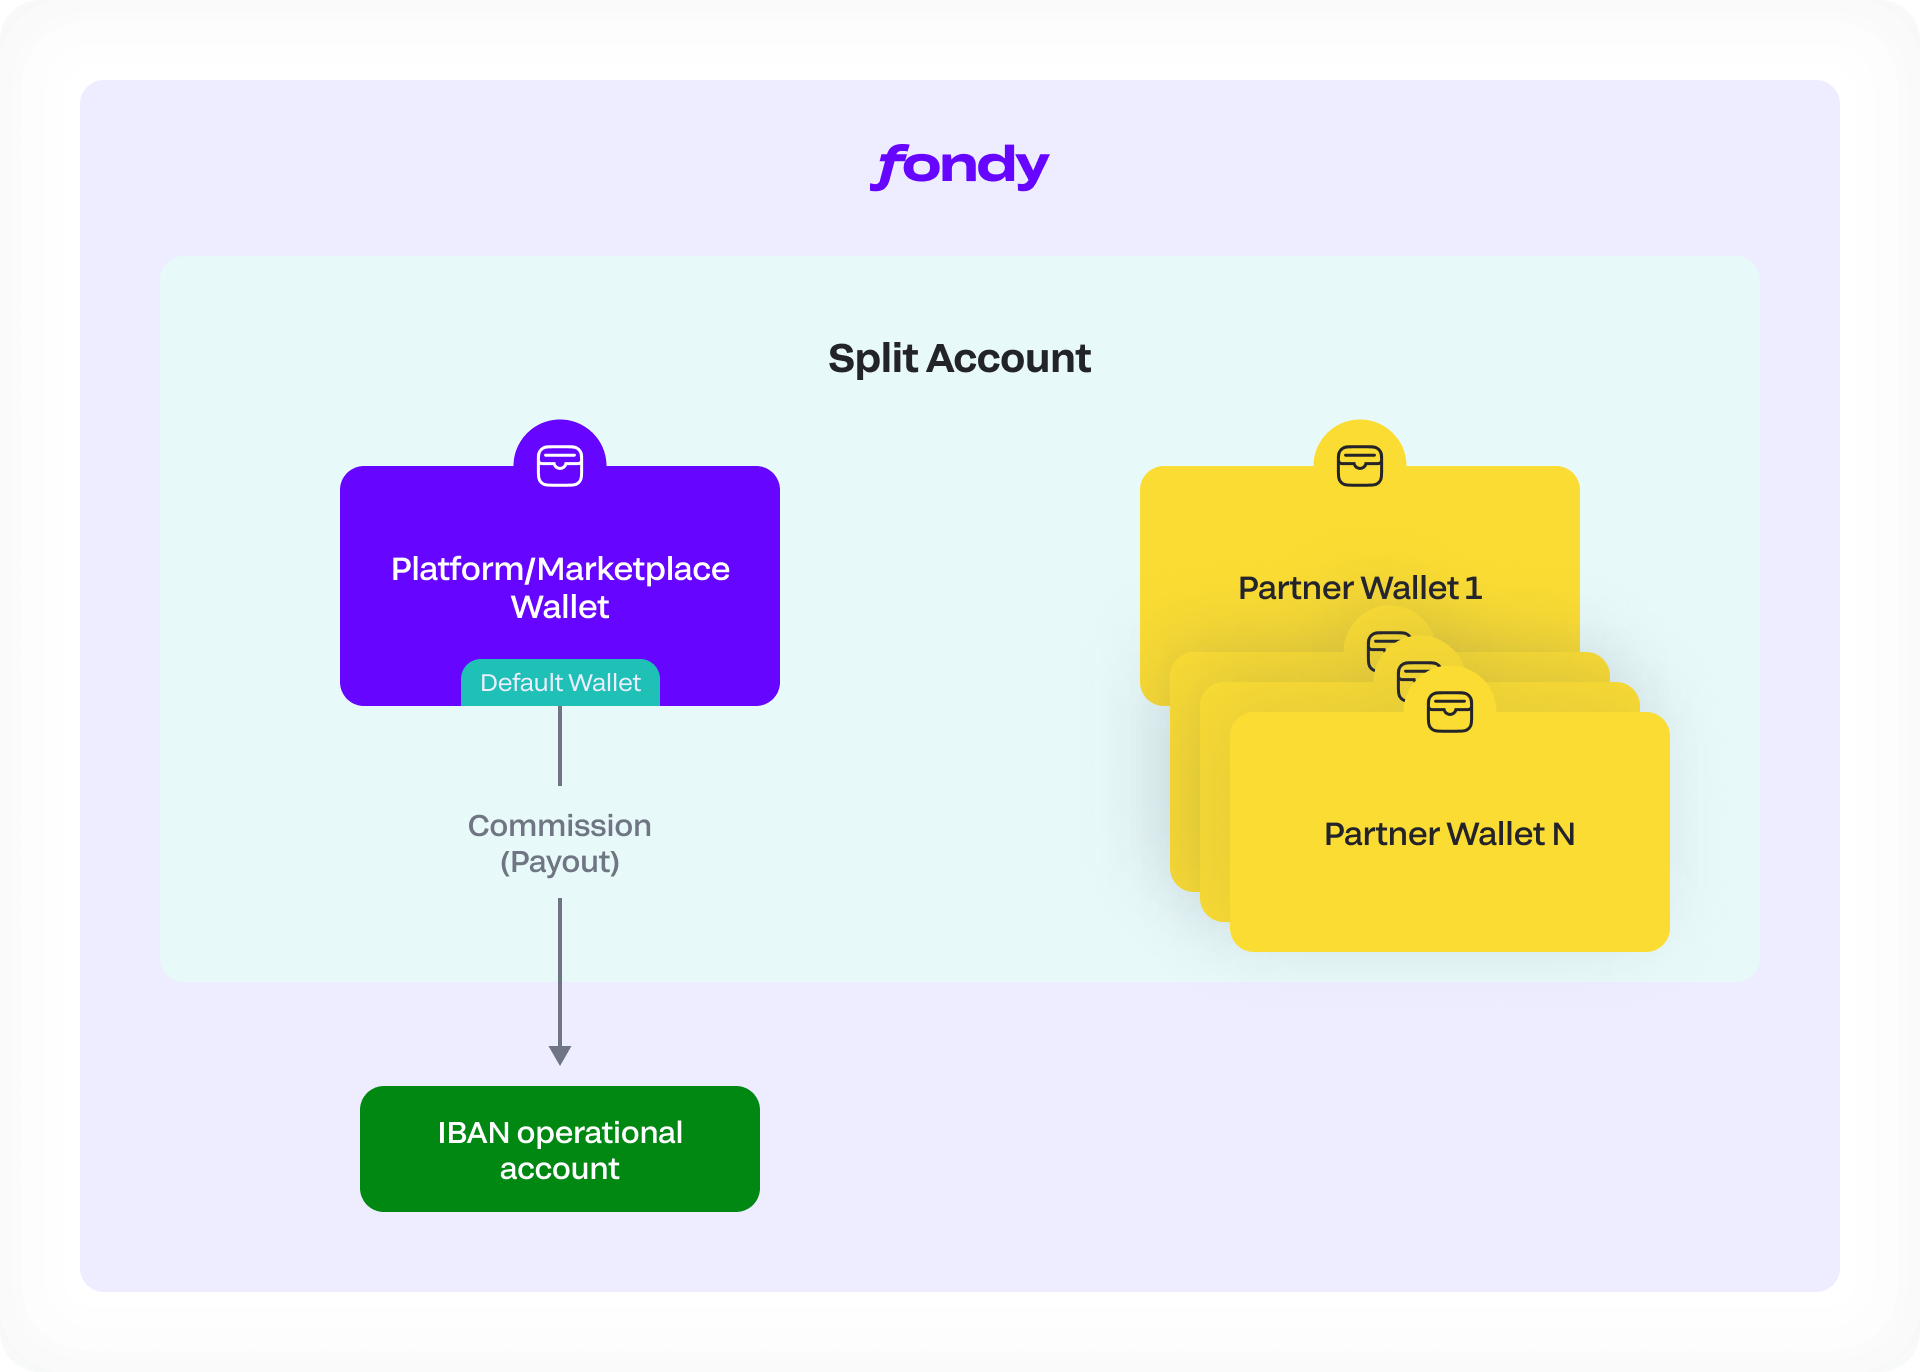 fondy
Split Account
Platform/Marketplace
Wallet
Default Wallet
Partner Wallet 1
Partner Wallet N
Commission
(Payout)
IBAN operational
account